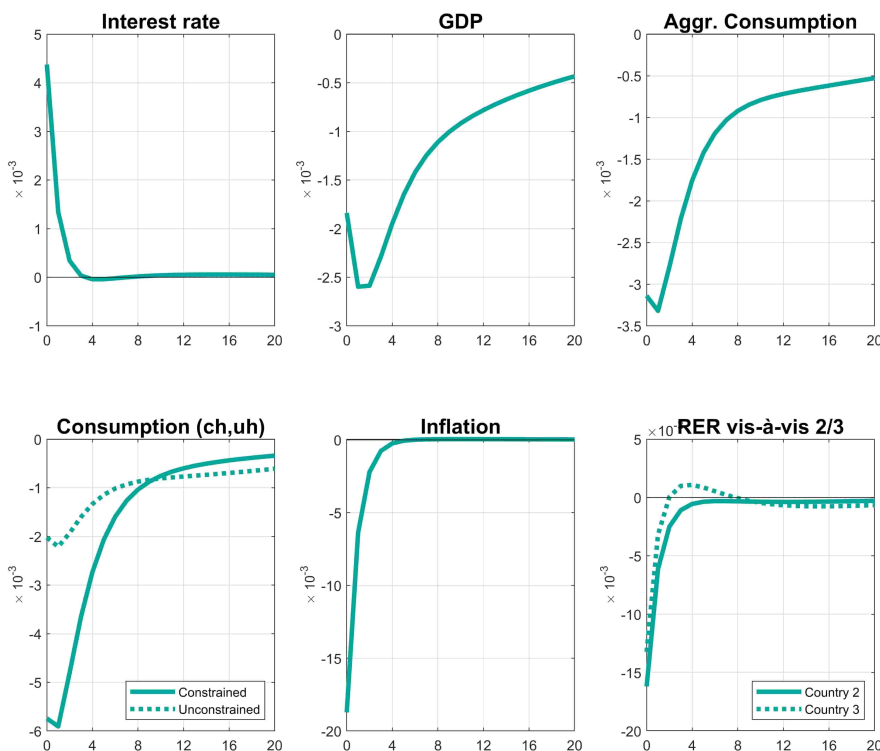 Interest rate
5
4
3
2
1
0
-1
× 10⁻³
0 4 8 12 16 20
GDP
0
-0.5
-1
-1.5
-2
-2.5
-3
× 10⁻³
0 4 8 12 16 20
Aggr. Consumption
0
-0.5
-1
-1.5
-2
-2.5
-3
-3.5
× 10⁻³
0 4 8 12 16 20
Consumption (ch,uh)
0
-1
-2
-3
-4
-5
-6
× 10⁻³
Constrained
Unconstrained
0 4 8 12 16 20
Inflation
0
-5
-10
-15
-20
× 10⁻³
0 4 8 12 16 20
RER vis-à-vis 2/3
5
0
-5
-10
-15
-20
× 10⁻³
Country 2
Country 3
0 4 8 12 16 20